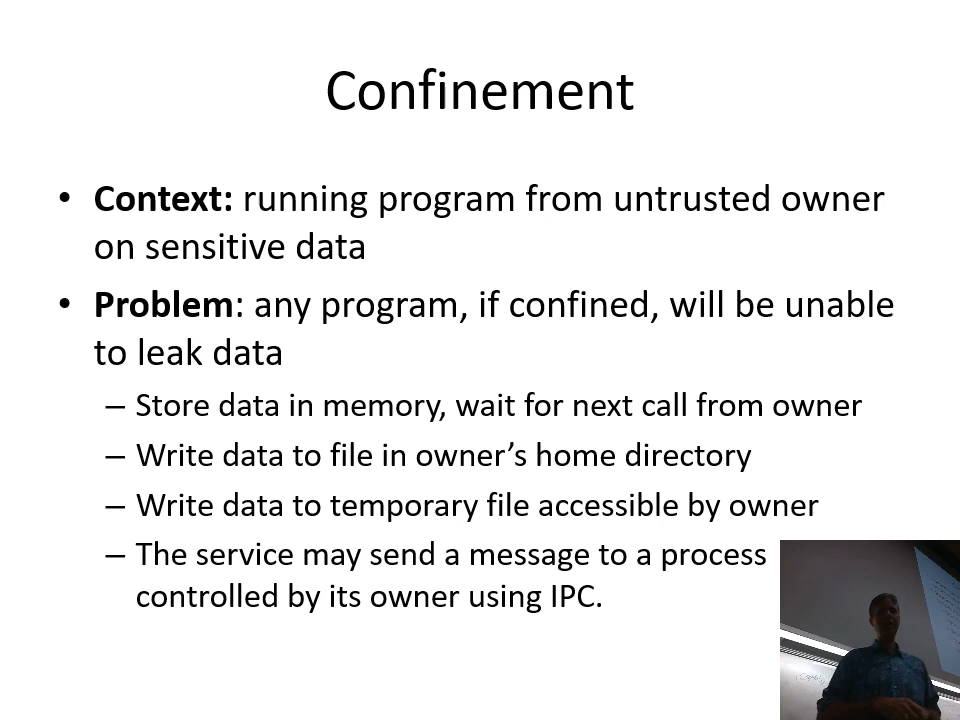 Confinement
• Context: running program from untrusted owner
on sensitive data
• Problem: any program, if confined, will be unable
to leak data
– Store data in memory, wait for next call from owner
– Write data to file in owner’s home directory
– Write data to temporary file accessible by owner
– The service may send a message to a process
controlled by its owner using IPC.